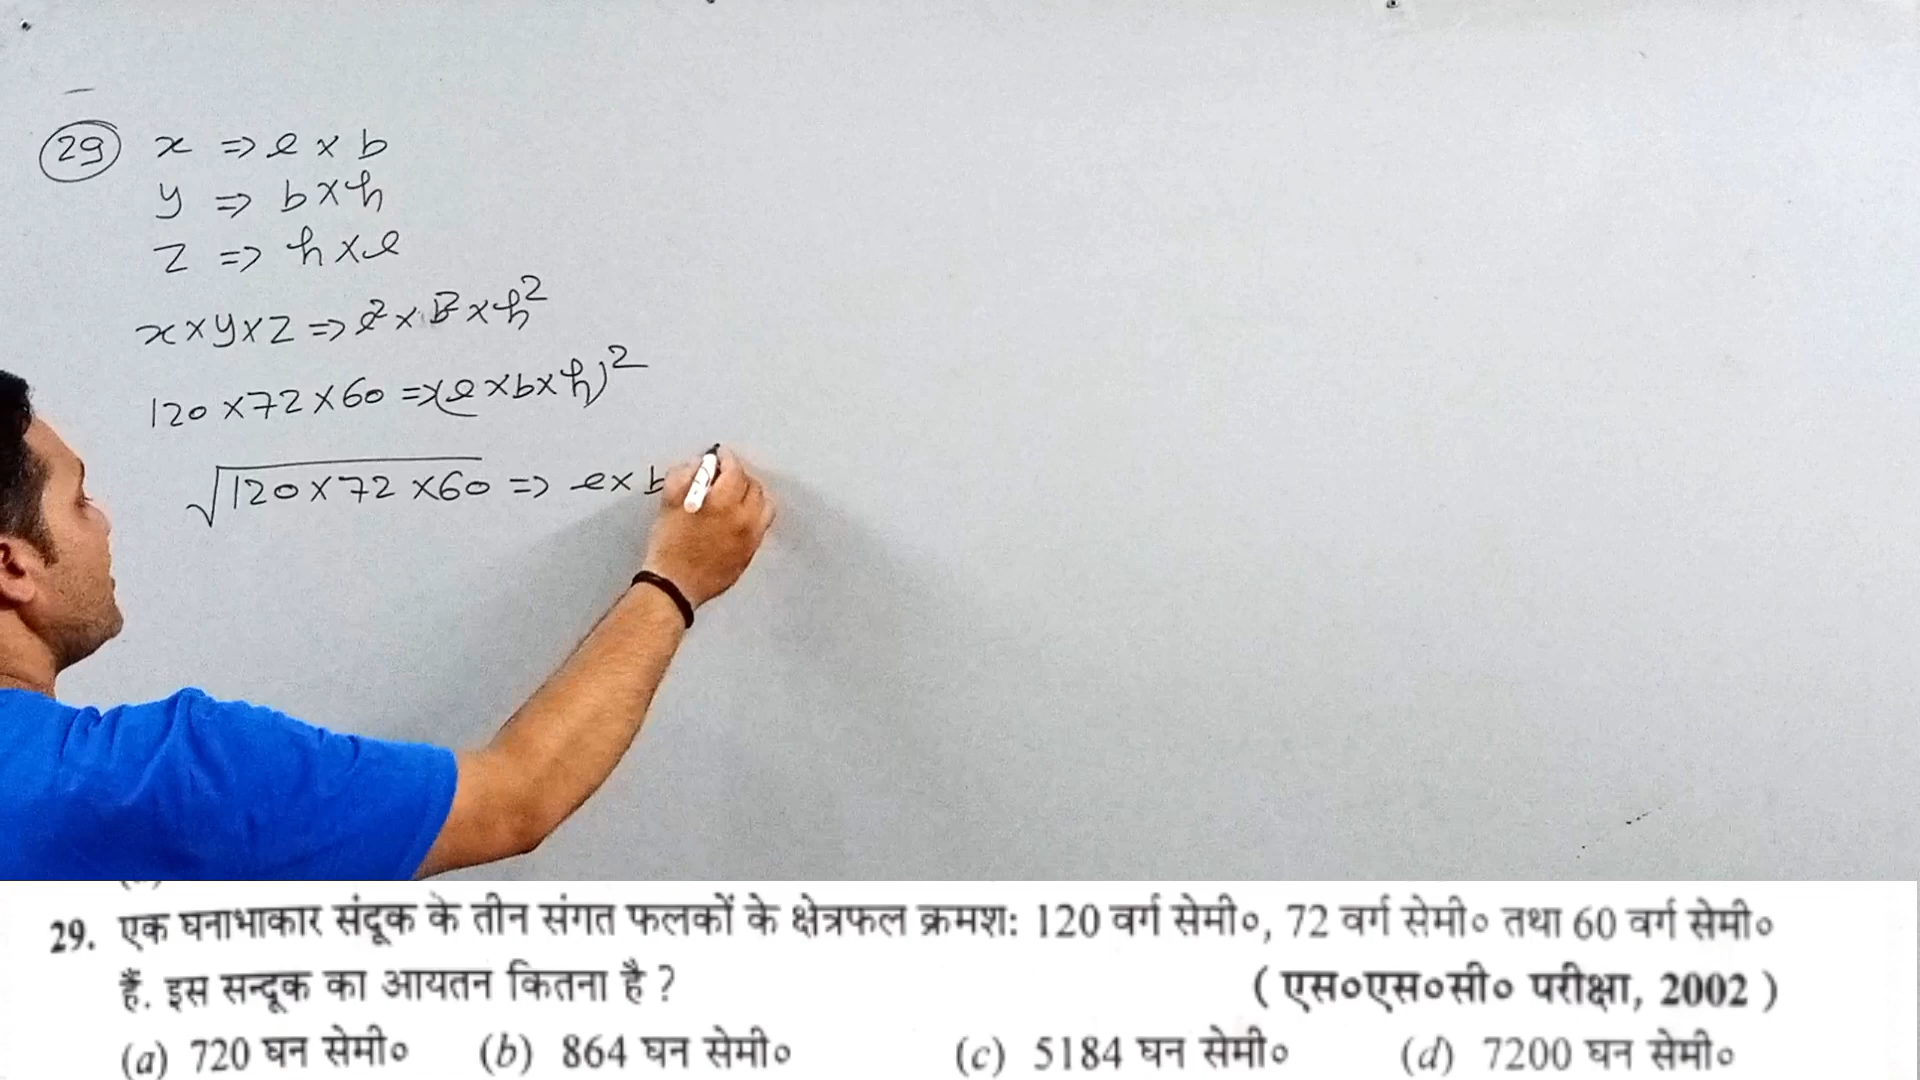 29 x => l × b
y => b × h
z => h × l
x × y × z => l² × b² × h²
120 × 72 × 60 => (l × b × h)²
√120 × 72 × 60 => l × b
29. एक घनाभाकार संदूक के तीन संगत फलकों के क्षेत्रफल क्रमश: 120 वर्ग सेमी०, 72 वर्ग सेमी० तथा 60 वर्ग सेमी०
हैं. इस सन्दूक का आयतन कितना है ? ( एस०एस०सी० परीक्षा, 2002 )
(a) 720 घन सेमी० (b) 864 घन सेमी० (c) 5184 घन सेमी० (d) 7200 घन सेमी०